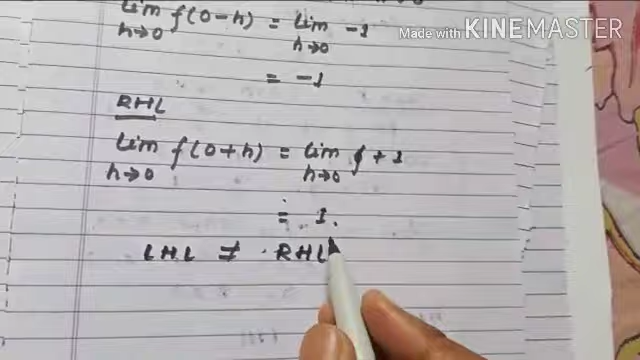 lim f(0-h) = lim -1
h→0 h→0
Made with KINEMASTER
= -1
RHL
lim f(0+h) = lim +1
h→0 h→0
= 1.
LHL ≠ RHL